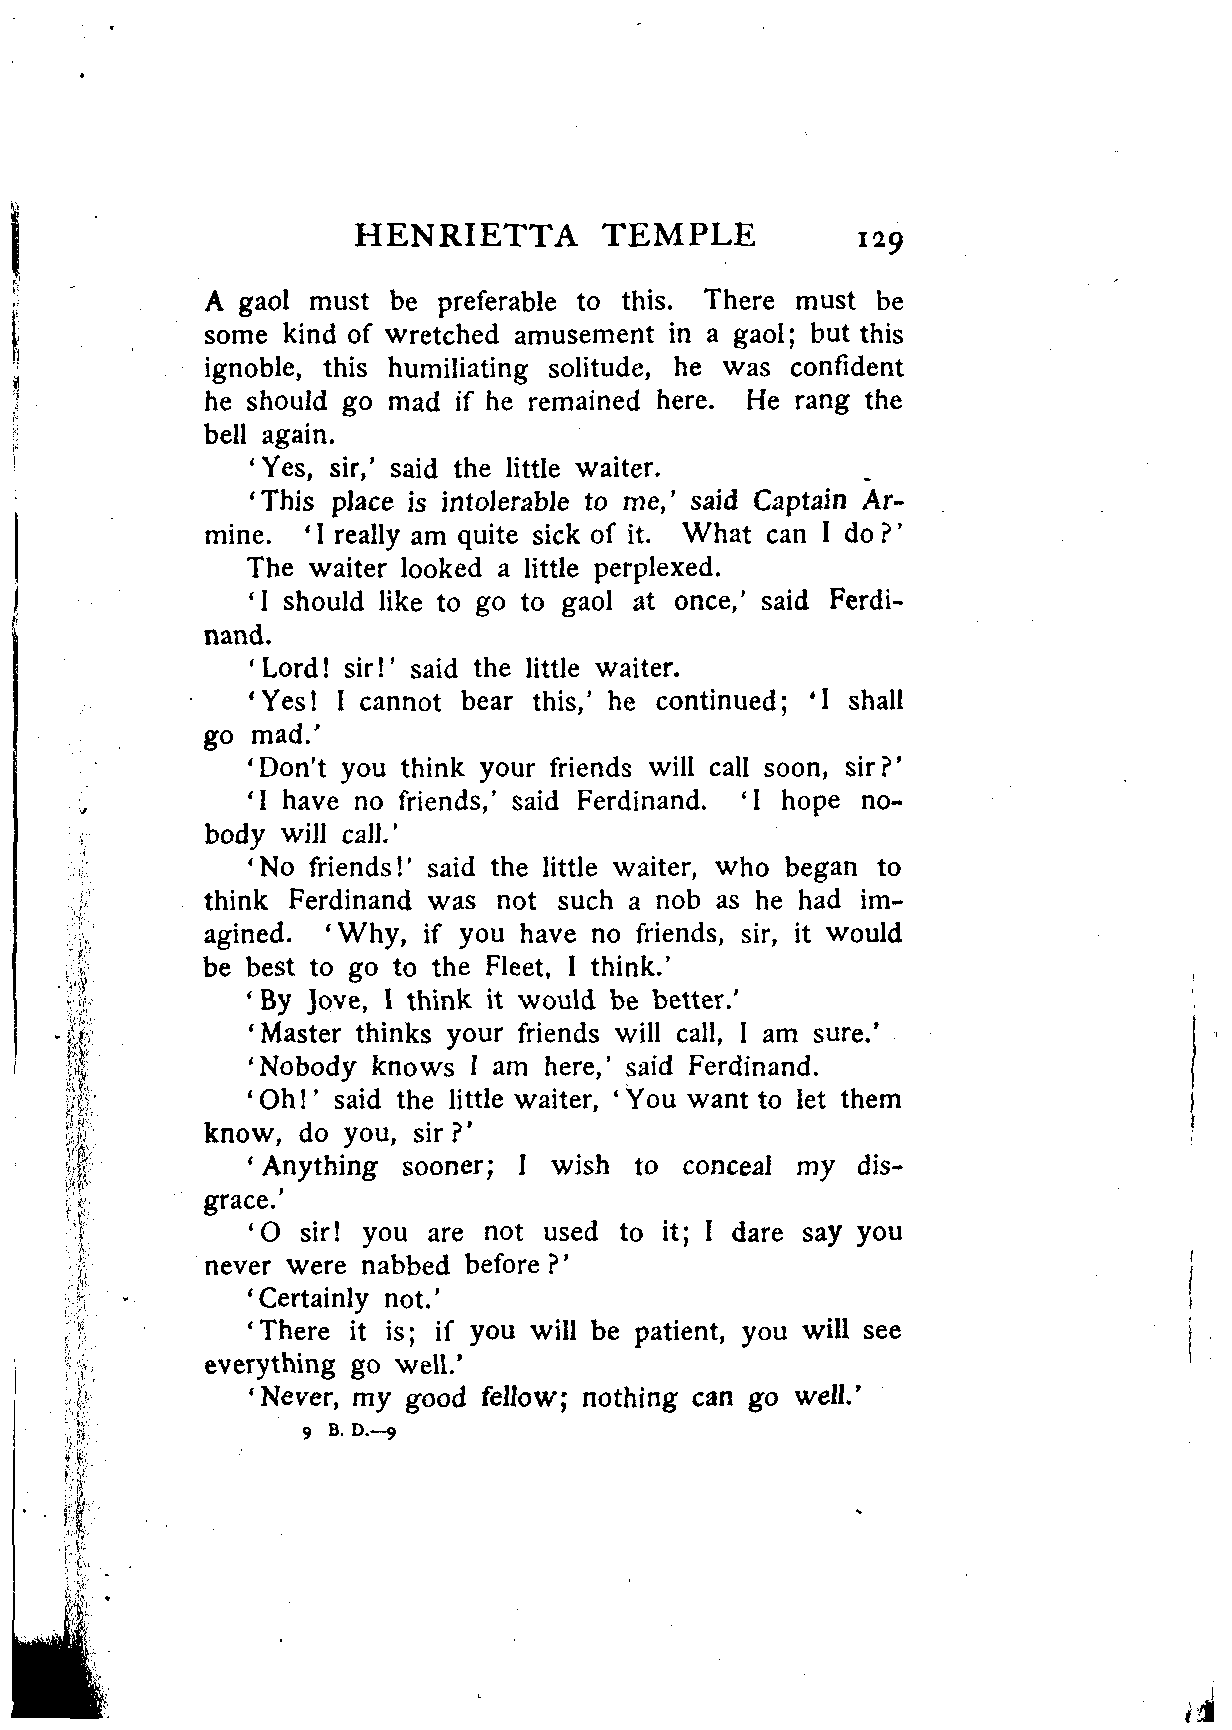 HENRIETTA TEMPLE 129
A gaol must be preferable to this. There must be
some kind of wretched amusement in a gaol; but this
ignoble, this humiliating solitude, he was confident
he should go mad if he remained here. He rang the
bell again.
‘Yes, sir,’ said the little waiter.
‘This place is intolerable to me,’ said Captain Ar-
mine. ‘I really am quite sick of it. What can I do?’
The waiter looked a little perplexed.
‘I should like to go to gaol at once,’ said Ferdi-
nand.
‘Lord! sir!’ said the little waiter.
‘Yes! I cannot bear this,’ he continued; ‘I shall
go mad.’
‘Don't you think your friends will call soon, sir?’
‘I have no friends,’ said Ferdinand. ‘I hope no-
body will call.’
‘No friends!’ said the little waiter, who began to
think Ferdinand was not such a nob as he had im-
agined. ‘Why, if you have no friends, sir, it would
be best to go to the Fleet, I think.’
‘By Jove, I think it would be better.’
‘Master thinks your friends will call, I am sure.’
‘Nobody knows I am here,’ said Ferdinand.
‘Oh!’ said the little waiter, ‘You want to let them
know, do you, sir?’
‘Anything sooner; I wish to conceal my dis-
grace.’
‘O sir! you are not used to it; I dare say you
never were nabbed before?’
‘Certainly not.’
‘There it is; if you will be patient, you will see
everything go well.’
‘Never, my good fellow; nothing can go well.’
9 B. D.—9